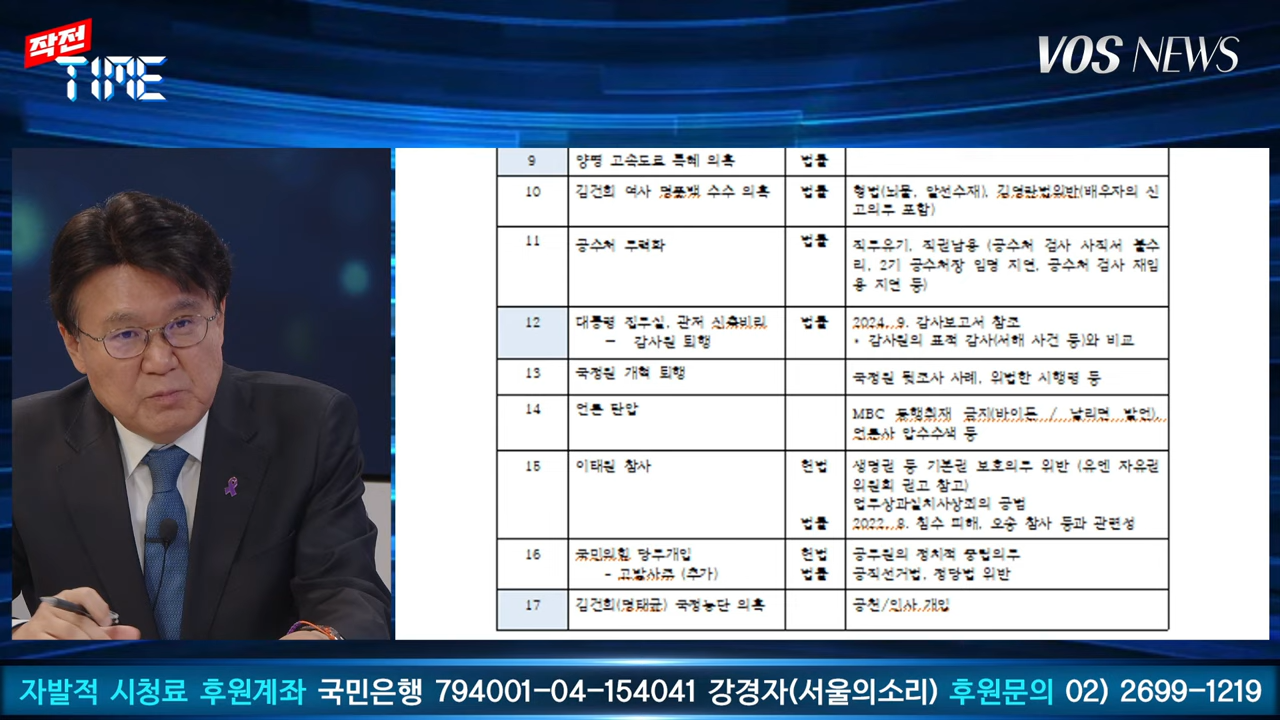 작전
TIME
VOS NEWS
9 양평 고속도로 특혜 의혹 법률
10 김건희 여사 명품백 수수 의혹 법률 형법(뇌물, 알선수재), 김영란법위반(배우자의 신
고의무 포함)
11 공수처 무력화 법률 직무유기, 직권남용 (공수처 검사 사직서 불수
리, 2기 공수처장 임명 지연, 공수처 검사 재임
용 지연 등)
12 대통령 집무실, 관저 신축비리 법률 2024. 9. 감사보고서 참조
- 감사원 퇴행 * 감사원의 표적 감사(서해 사건 등)와 비교
13 국정원 개혁 퇴행 국정원 뒷조사 사례, 위법한 시행령 등
14 언론 탄압 MBC 동행취재 금지(바이든 / 날리면 발언),
언론사 압수수색 등
15 이태원 참사 헌법 생명권 등 기본권 보호의무 위반 (유엔 자유권
위원회 권고 참고)
업무상과실치사상죄의 공범
법률 2022. 8. 침수 피해, 오송 참사 등과 관련성
16 국민의힘 당무개입 헌법 공무원의 정치적 중립의무
- 고발사주 (추가) 법률 공직선거법, 정당법 위반
17 김건희(명태균) 국정농단 의혹 공천/인사 개입
자발적 시청료 후원계좌 국민은행 794001-04-154041 강경자(서울의소리) 후원문의 02) 2699-1219